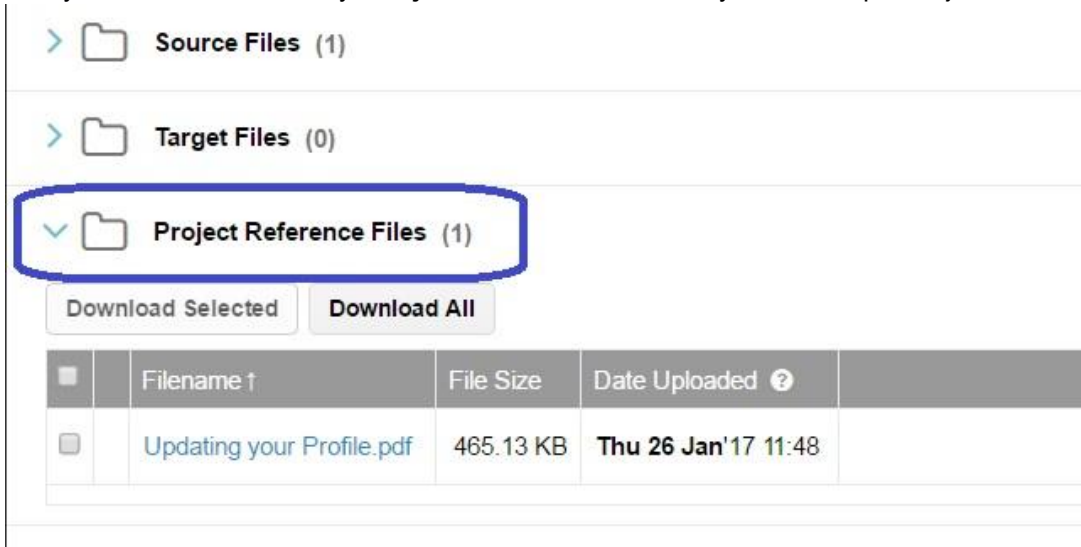 Source Files (1)
Target Files (0)
Project Reference Files (1)
Download Selected Download All
Filename↑ File Size Date Uploaded ?
Updating your Profile.pdf 465.13 KB Thu 26 Jan'17 11:48